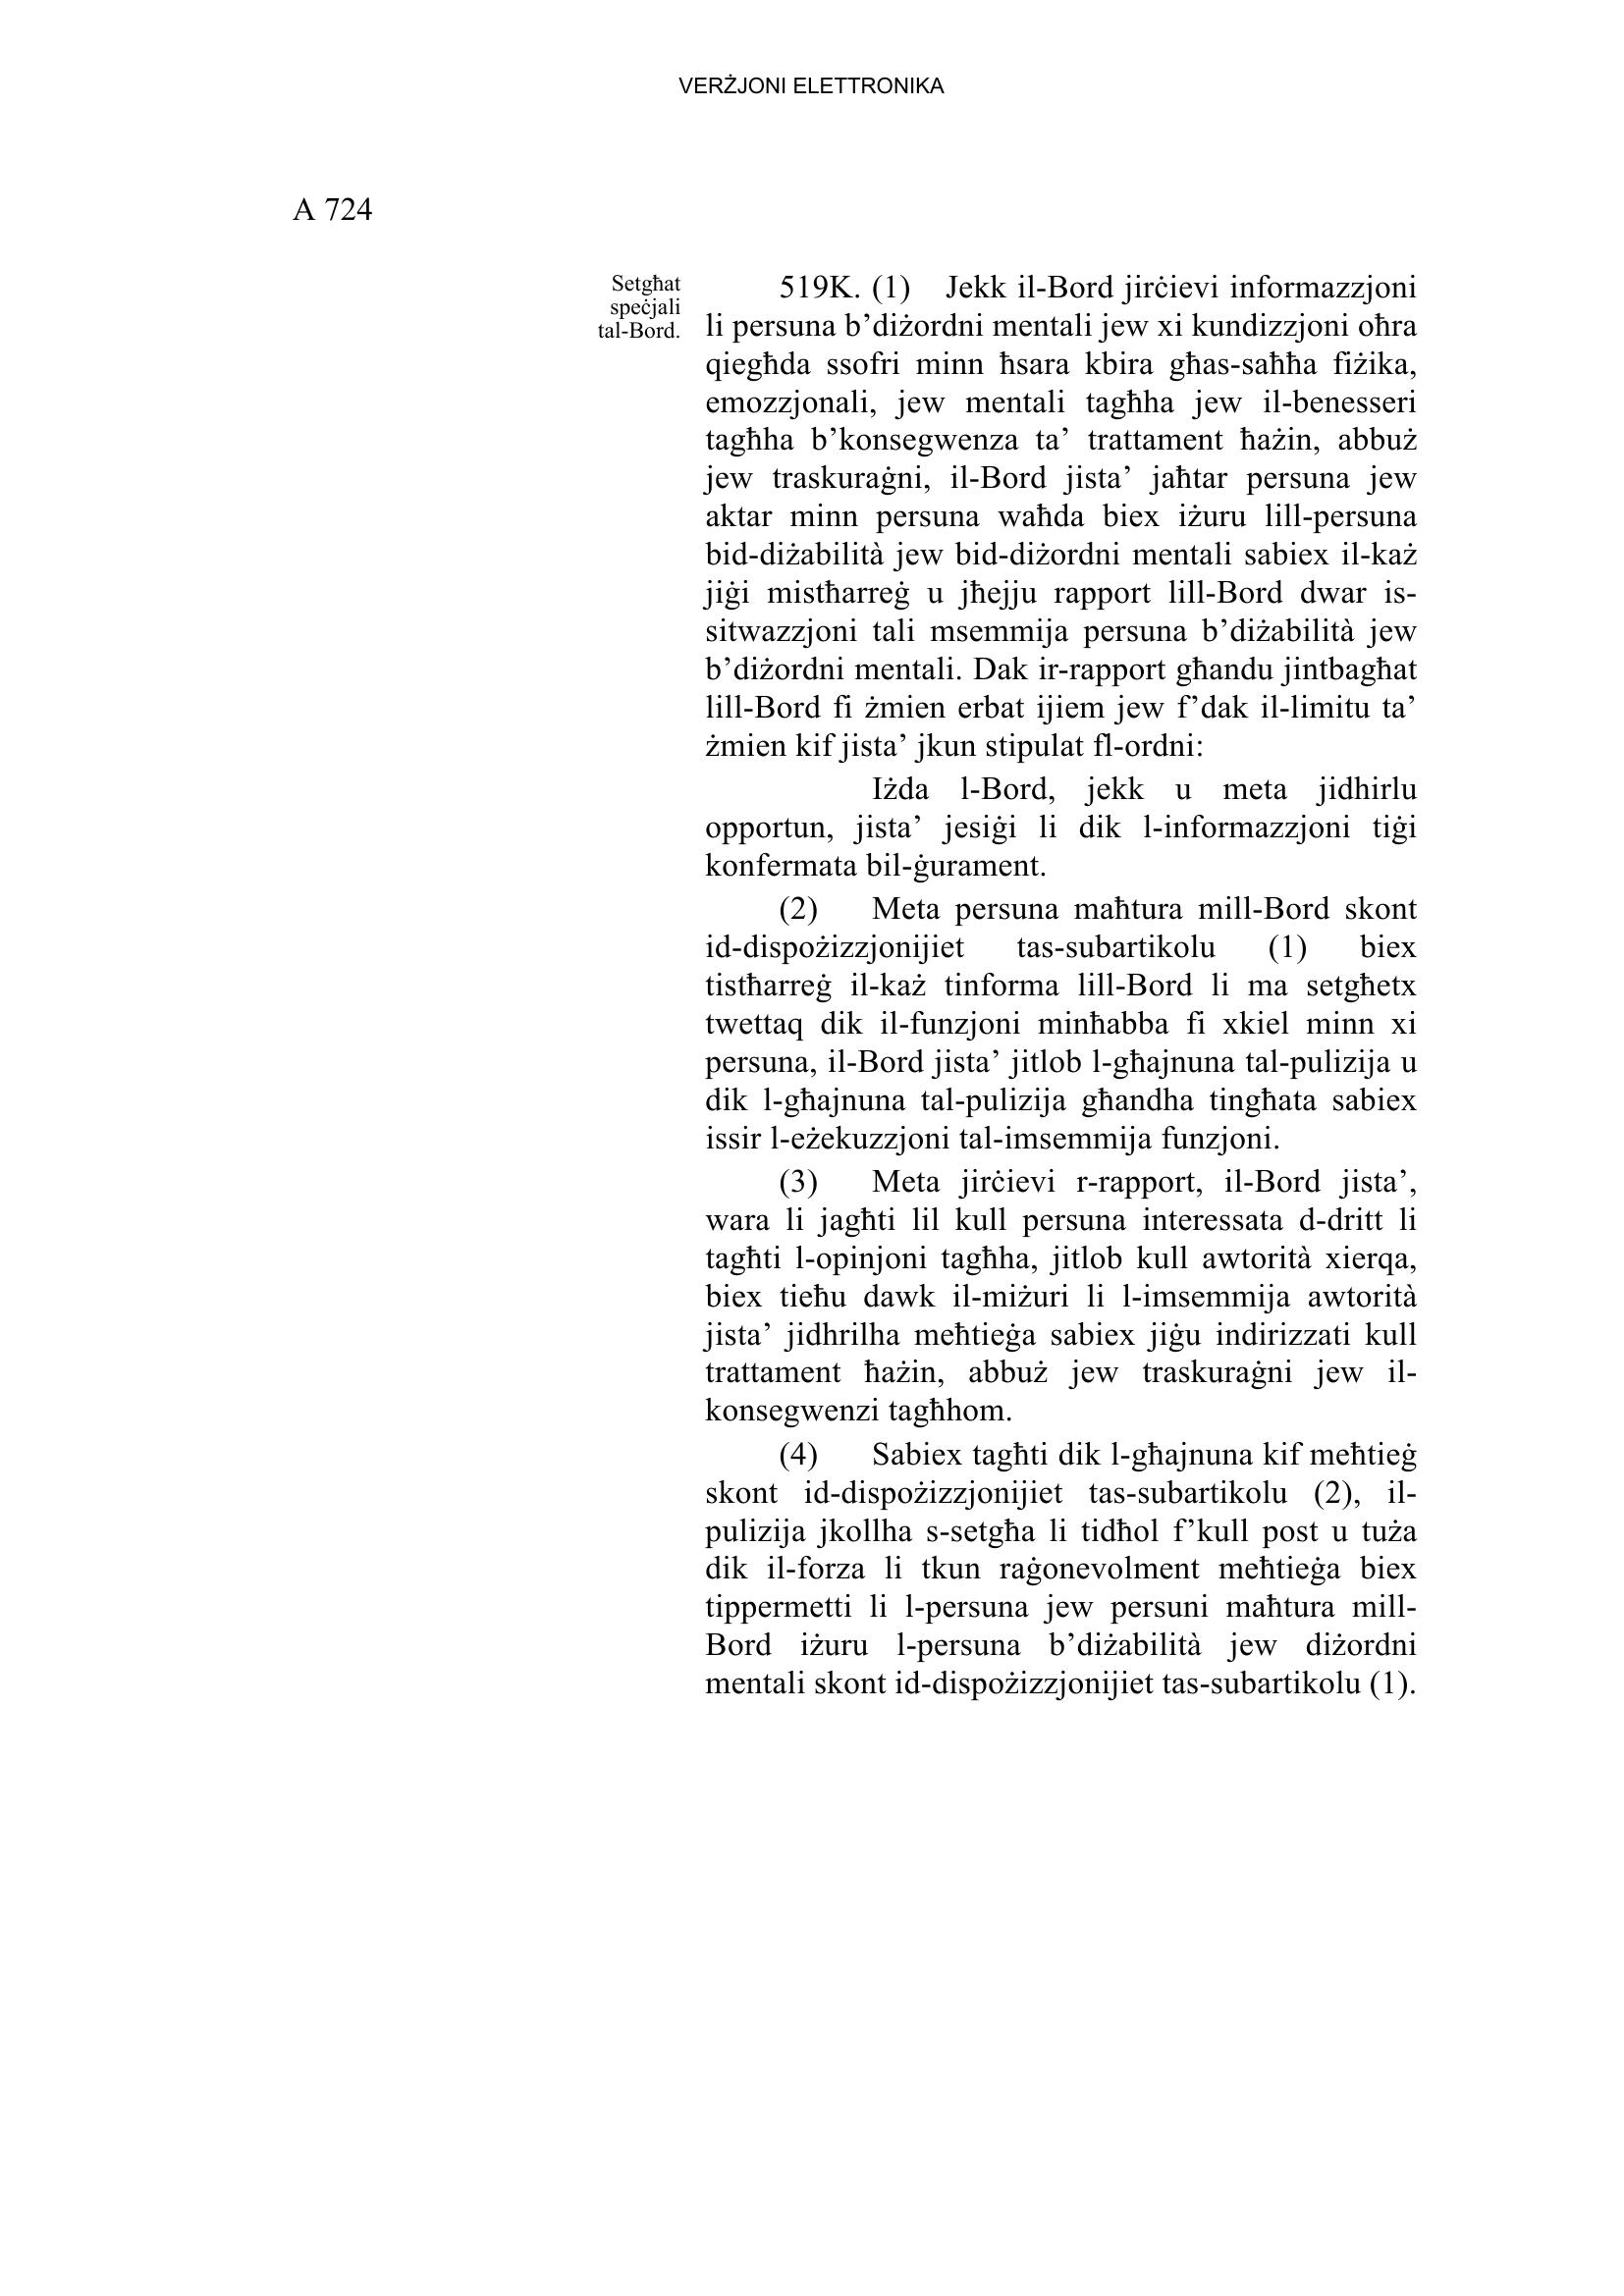 VERŻJONI ELETTRONIKA
A 724
Setgħat
speċjali
tal-Bord.
519K. (1) Jekk il-Bord jirċievi informazzjoni
li persuna b’diżordni mentali jew xi kundizzjoni oħra
qiegħda ssofri minn ħsara kbira għas-saħħa fiżika,
emozzjonali, jew mentali tagħha jew il-benesseri
tagħha b’konsegwenza ta’ trattament ħażin, abbuż
jew traskuraġni, il-Bord jista’ jaħtar persuna jew
aktar minn persuna waħda biex iżuru lill-persuna
bid-diżabilità jew bid-diżordni mentali sabiex il-każ
jiġi mistħarreġ u jħejju rapport lill-Bord dwar is-
sitwazzjoni tali msemmija persuna b’diżabilità jew
b’diżordni mentali. Dak ir-rapport għandu jintbagħat
lill-Bord fi żmien erbat ijiem jew f’dak il-limitu ta’
żmien kif jista’ jkun stipulat fl-ordni:
Iżda l-Bord, jekk u meta jidhirlu
opportun, jista’ jesiġi li dik l-informazzjoni tiġi
konfermata bil-ġurament.
(2) Meta persuna maħtura mill-Bord skont
id-dispożizzjonijiet tas-subartikolu (1) biex
tistħarreġ il-każ tinforma lill-Bord li ma setgħetx
twettaq dik il-funzjoni minħabba fi xkiel minn xi
persuna, il-Bord jista’ jitlob l-għajnuna tal-pulizija u
dik l-għajnuna tal-pulizija għandha tingħata sabiex
issir l-eżekuzzjoni tal-imsemmija funzjoni.
(3) Meta jirċievi r-rapport, il-Bord jista’,
wara li jagħti lil kull persuna interessata d-dritt li
tagħti l-opinjoni tagħha, jitlob kull awtorità xierqa,
biex tieħu dawk il-miżuri li l-imsemmija awtorità
jista’ jidhrilha meħtieġa sabiex jiġu indirizzati kull
trattament ħażin, abbuż jew traskuraġni jew il-
konsegwenzi tagħhom.
(4) Sabiex tagħti dik l-għajnuna kif meħtieġ
skont id-dispożizzjonijiet tas-subartikolu (2), il-
pulizija jkollha s-setgħa li tidħol f’kull post u tuża
dik il-forza li tkun raġonevolment meħtieġa biex
tippermetti li l-persuna jew persuni maħtura mill-
Bord iżuru l-persuna b’diżabilità jew diżordni
mentali skont id-dispożizzjonijiet tas-subartikolu (1).